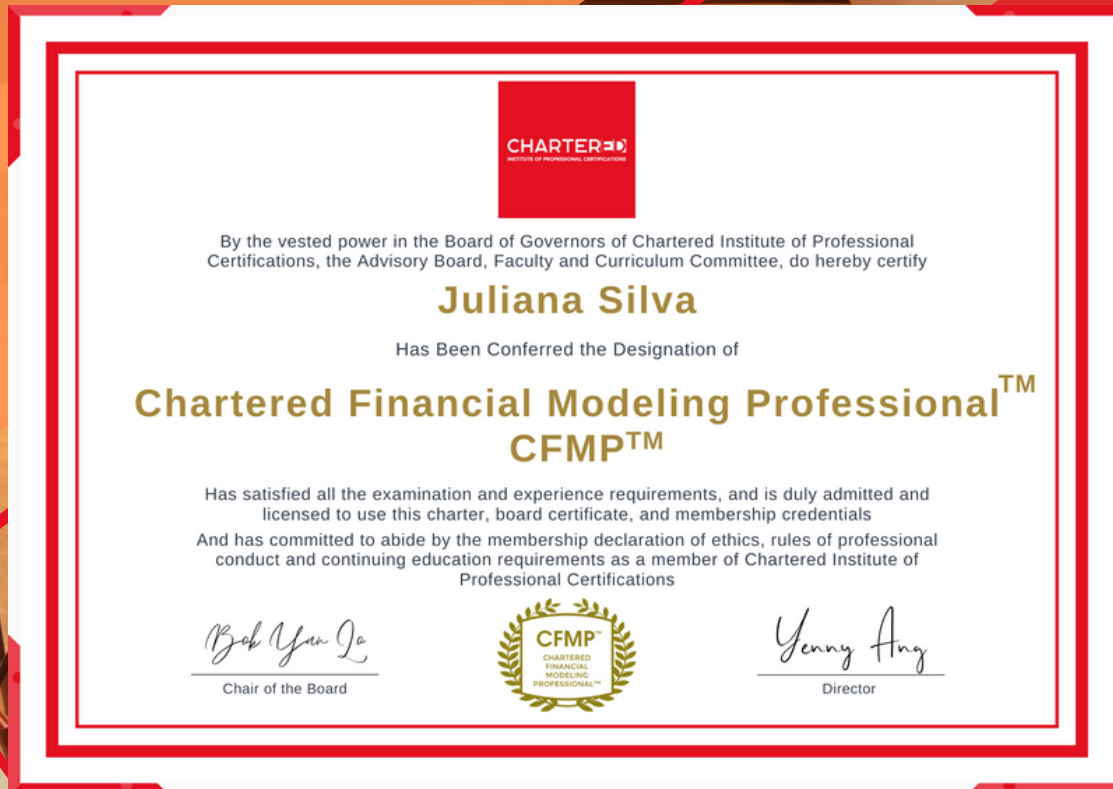 CHARTERED
INSTITUTE OF PROFESSIONAL CERTIFICATIONS
By the vested power in the Board of Governors of Chartered Institute of Professional
Certifications, the Advisory Board, Faculty and Curriculum Committee, do hereby certify
Juliana Silva
Has Been Conferred the Designation of
Chartered Financial Modeling Professional™
CFMP™
Has satisfied all the examination and experience requirements, and is duly admitted and
licensed to use this charter, board certificate, and membership credentials
And has committed to abide by the membership declaration of ethics, rules of professional
conduct and continuing education requirements as a member of Chartered Institute of
Professional Certifications
Bok Yan Lo
Chair of the Board
CFMP™
CHARTERED
FINANCIAL
MODELING
PROFESSIONAL™
Yenny Ang
Director